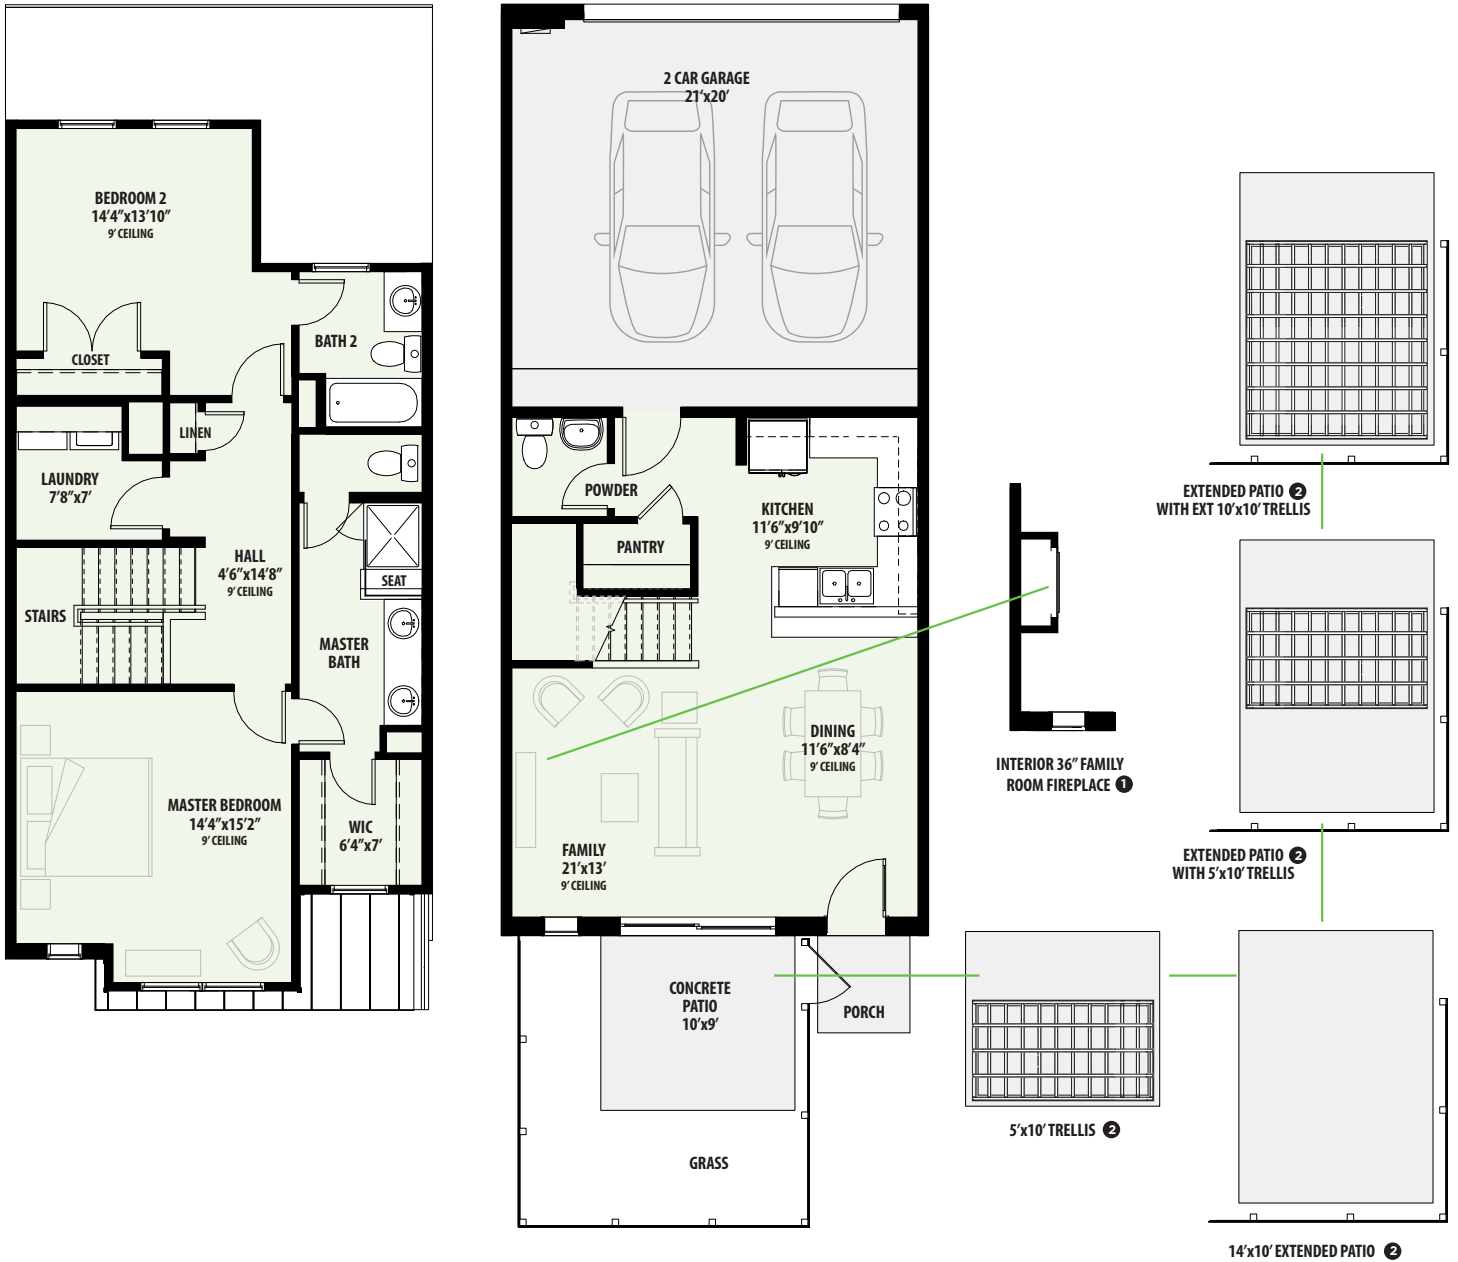 BEDROOM 2
14'4"x13'10"
9' CEILING
BATH 2
CLOSET
LINEN
LAUNDRY
7'8"x7'
HALL
4'6"x14'8"
9' CEILING
SEAT
STAIRS
MASTER
BATH
MASTER BEDROOM
14'4"x15'2"
9' CEILING
WIC
6'4"x7'
2 CAR GARAGE
21'x20'
POWDER
KITCHEN
11'6"x9'10"
9' CEILING
PANTRY
DINING
11'6"x8'4"
9' CEILING
FAMILY
21'x13'
9' CEILING
CONCRETE
PATIO
10'x9'
PORCH
GRASS
INTERIOR 36" FAMILY
ROOM FIREPLACE 1
EXTENDED PATIO 2
WITH EXT 10'x10' TRELLIS
EXTENDED PATIO 2
WITH 5'x10' TRELLIS
5'x10' TRELLIS 2
14'x10' EXTENDED PATIO 2